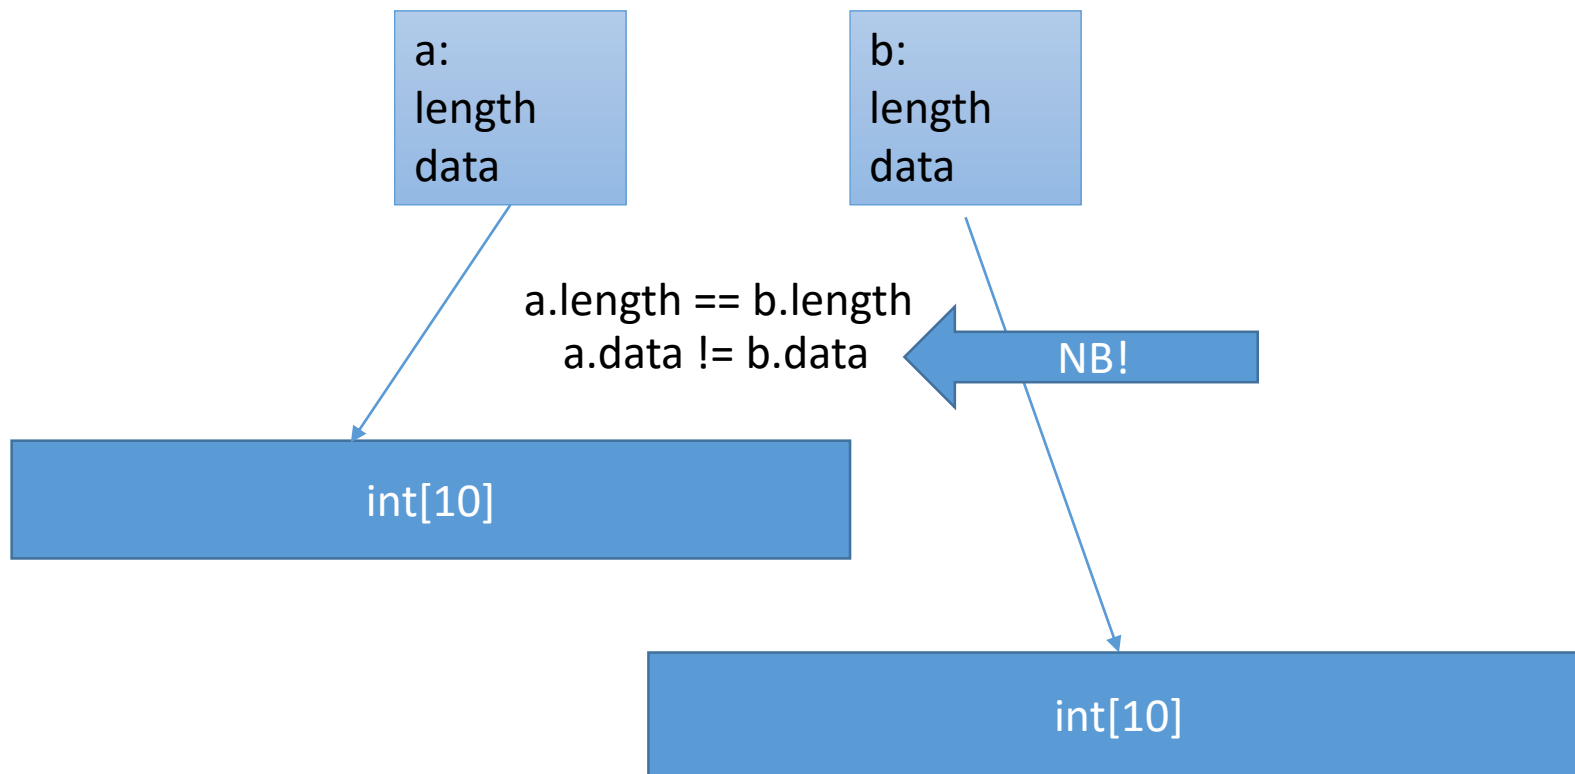 a:
length
data
b:
length
data
a.length == b.length
a.data != b.data
NB!
int[10]
int[10]